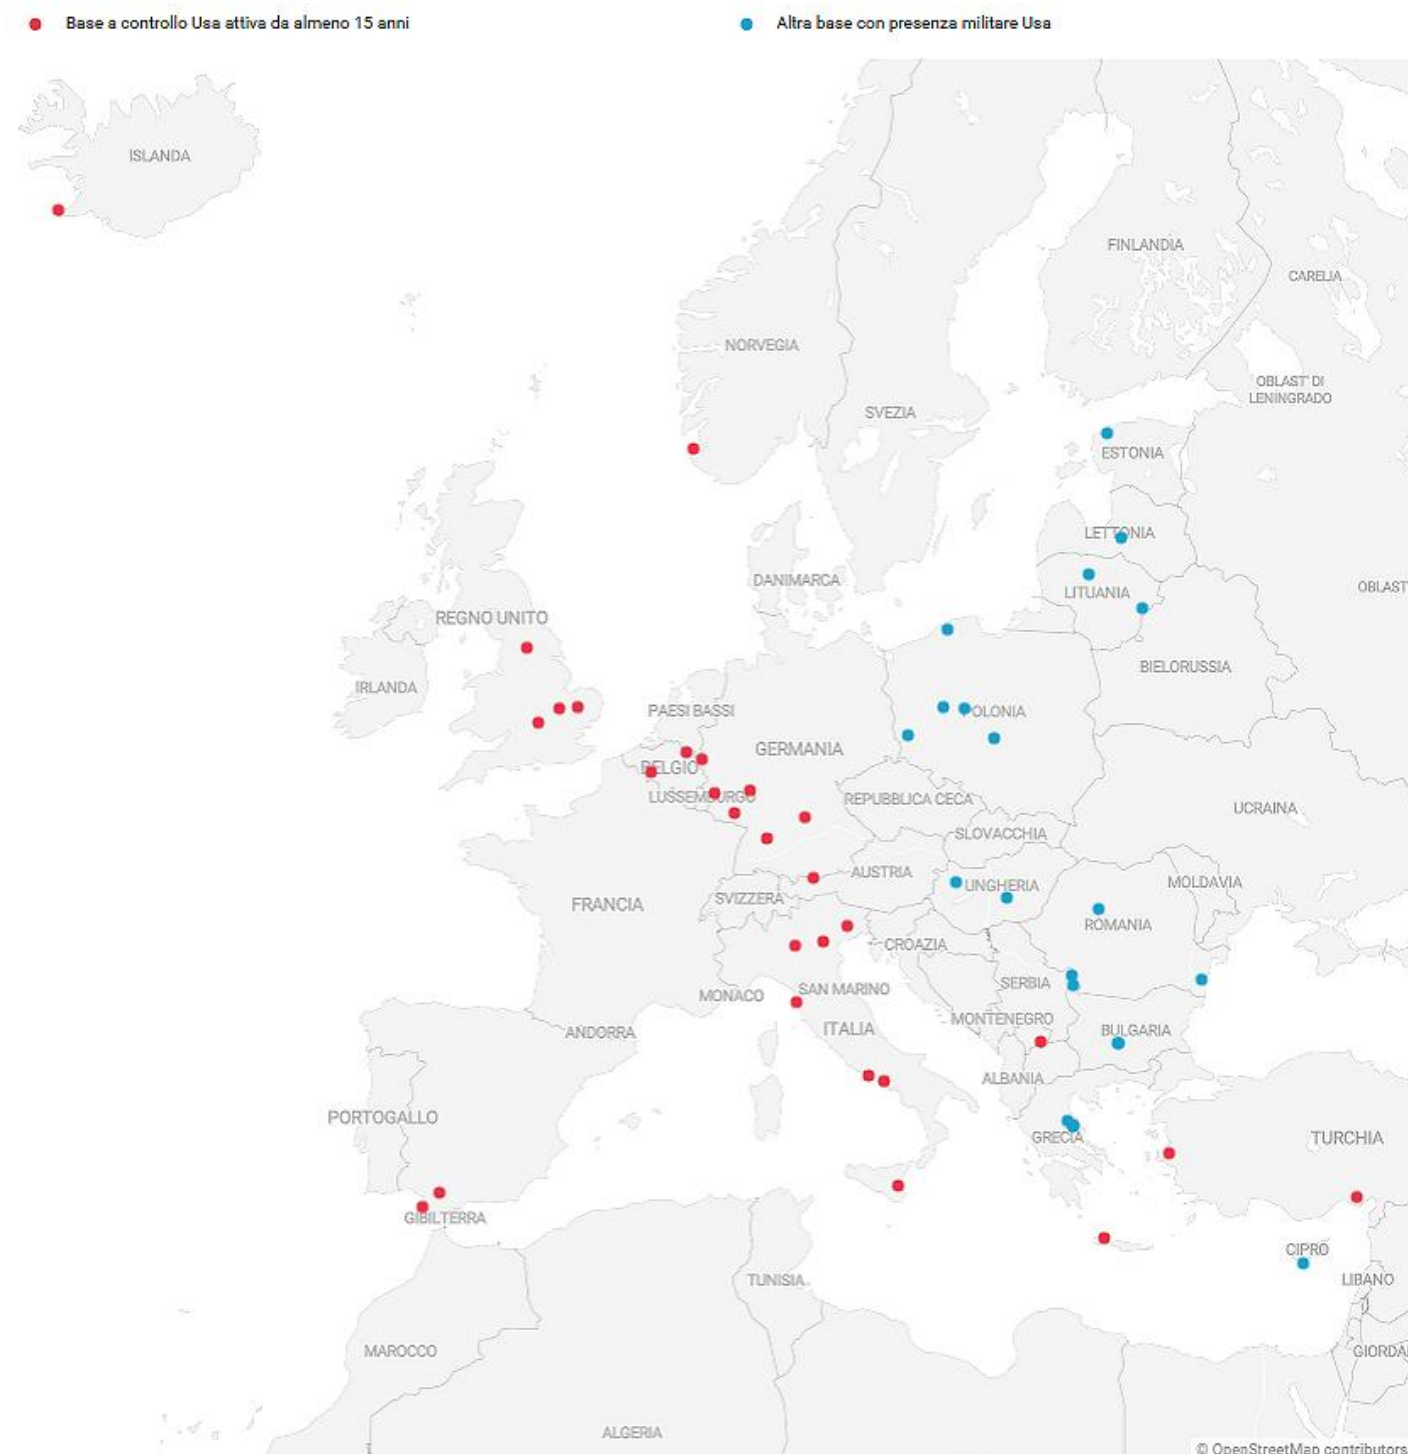 Base a controllo Usa attiva da almeno 15 anni
Altra base con presenza militare Usa
ISLANDA
FINLANDIA
CARELIA
NORVEGIA
OBLAST' DI
LENINGRADO
SVEZIA
ESTONIA
LETTONIA
DANIMARCA
OBLAST'
LITUANIA
REGNO UNITO
BIELORUSSIA
IRLANDA
PAESI BASSI
POLONIA
GERMANIA
BELGIO
LUSSEMBURGO
REPUBBLICA CECA
UCRAINA
SLOVACCHIA
AUSTRIA
MOLDAVIA
UNGHERIA
SVIZZERA
FRANCIA
ROMANIA
CROAZIA
SERBIA
SAN MARINO
MONACO
MONTENEGRO
ITALIA
BULGARIA
ANDORRA
ALBANIA
PORTOGALLO
GRECIA
TURCHIA
GIBILTERRA
CIPRO
TUNISIA
LIBANO
MAROCCO
GIORDA
ALGERIA
© OpenStreetMap contributors